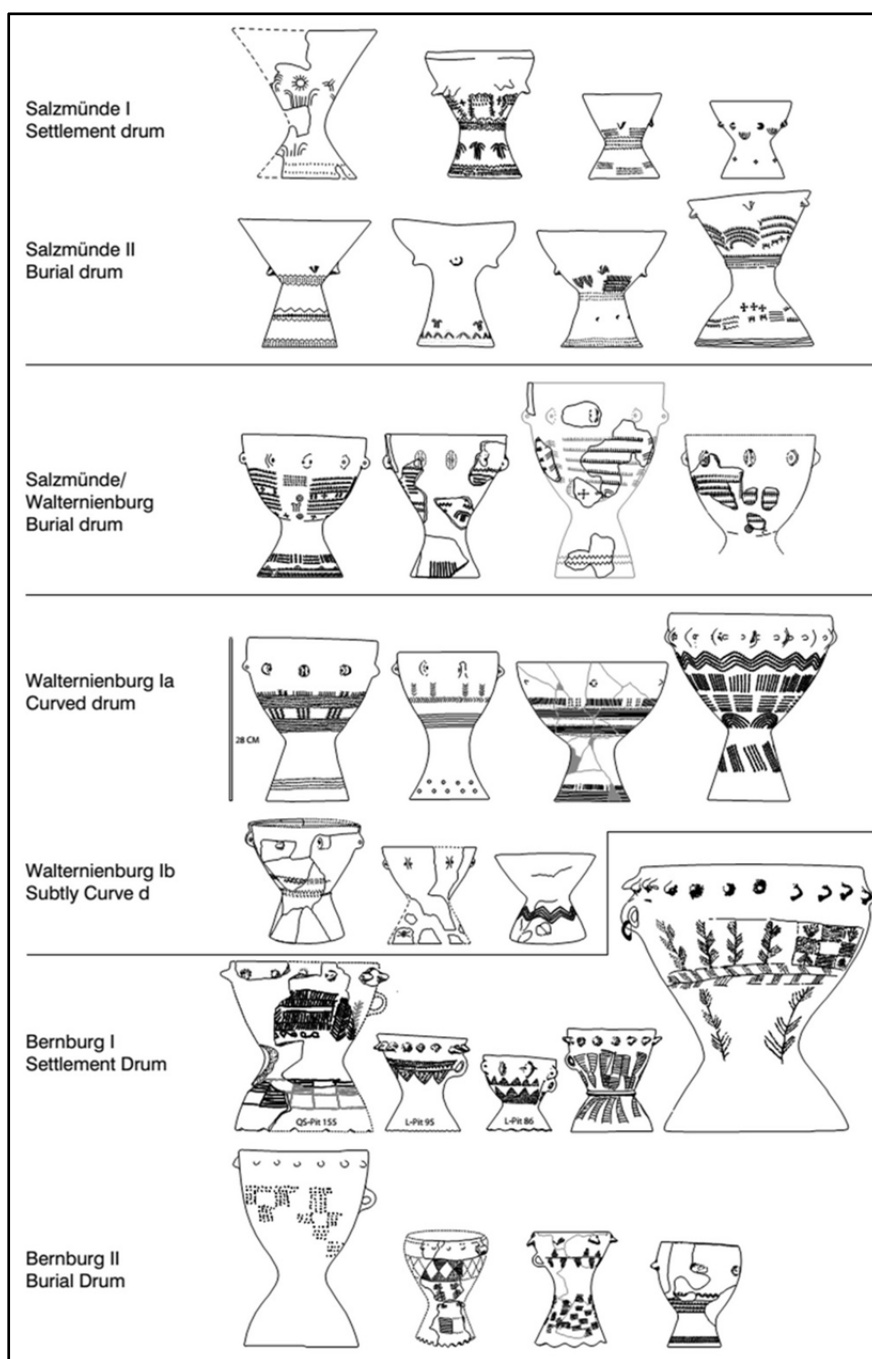 Salzmünde I
Settlement drum
Salzmünde II
Burial drum
Salzmünde/
Walternienburg
Burial drum
Walternienburg Ia
Curved drum
28 CM
Walternienburg Ib
Subtly Curve d
Bernburg I
Settlement Drum
QS-Pit 155
L-Pit 95
L-Pit 86
Bernburg II
Burial Drum